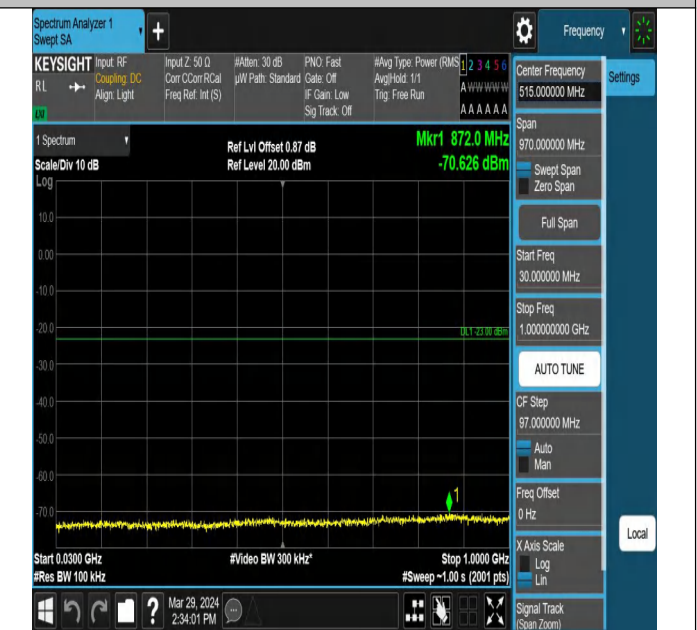 Spectrum Analyzer 1
Swept SA
+
Frequency
KEYSIGHT
RL
LXI
Input: RF
Coupling: DC
Align: Light
Input Z: 50 Ω
Corr CCorr RCal
Freq Ref: Int (S)
#Atten: 30 dB
µW Path: Standard
PNO: Fast
Gate: Off
IF Gain: Low
Sig Track: Off
#Avg Type: Power (RMS
Avg|Hold: 1/1
Trig: Free Run
1 2 3 4 5 6
A W W W W W
A A A A A A
1 Spectrum
Scale/Div 10 dB
Log
Ref Lvl Offset 0.87 dB
Ref Level 20.00 dBm
Mkr1 872.0 MHz
-70.626 dBm
10.0
0.00
-10.0
-20.0
DL1 -23.00 dBm
-30.0
-40.0
-50.0
-60.0
-70.0
1
Start 0.0300 GHz
#Res BW 100 kHz
#Video BW 300 kHz*
Stop 1.0000 GHz
#Sweep ~1.00 s (2001 pts)
?
Mar 29, 2024
2:34:01 PM
Center Frequency
515.000000 MHz
Settings
Span
970.000000 MHz
Swept Span
Zero Span
Full Span
Start Freq
30.000000 MHz
Stop Freq
1.000000000 GHz
AUTO TUNE
CF Step
97.000000 MHz
Auto
Man
Freq Offset
0 Hz
Local
X Axis Scale
Log
Lin
Signal Track
(Span Zoom)